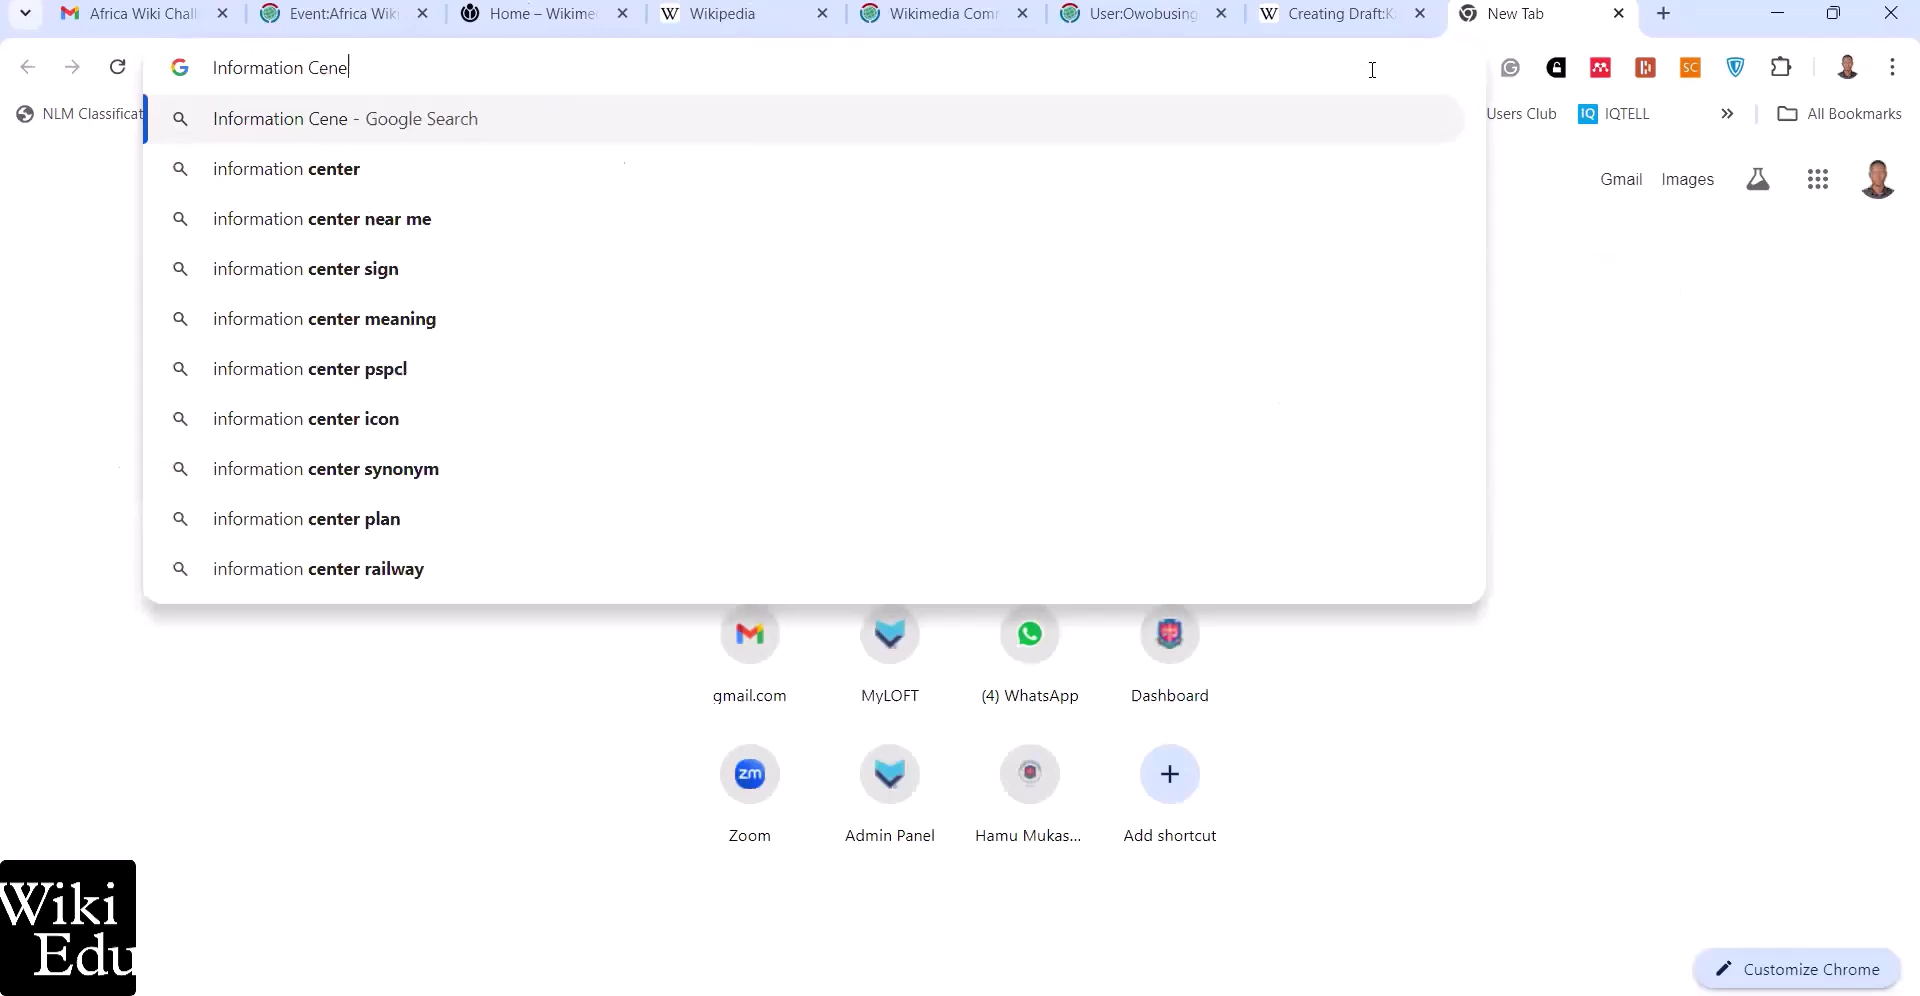 Africa Wiki Chall
Event:Africa Wiki
Home – Wikime
Wikipedia
Wikimedia Com
User:Owobusing
Creating Draft:K
New Tab
Information Cene
NLM Classificat
Users Club
IQ IQTELL
All Bookmarks
Information Cene - Google Search
information center
information center near me
information center sign
information center meaning
information center pspcl
information center icon
information center synonym
information center plan
information center railway
Gmail
Images
gmail.com
MyLOFT
(4) WhatsApp
Dashboard
zm
Zoom
Admin Panel
Hamu Mukas...
Add shortcut
Wiki
Edu
Customize Chrome